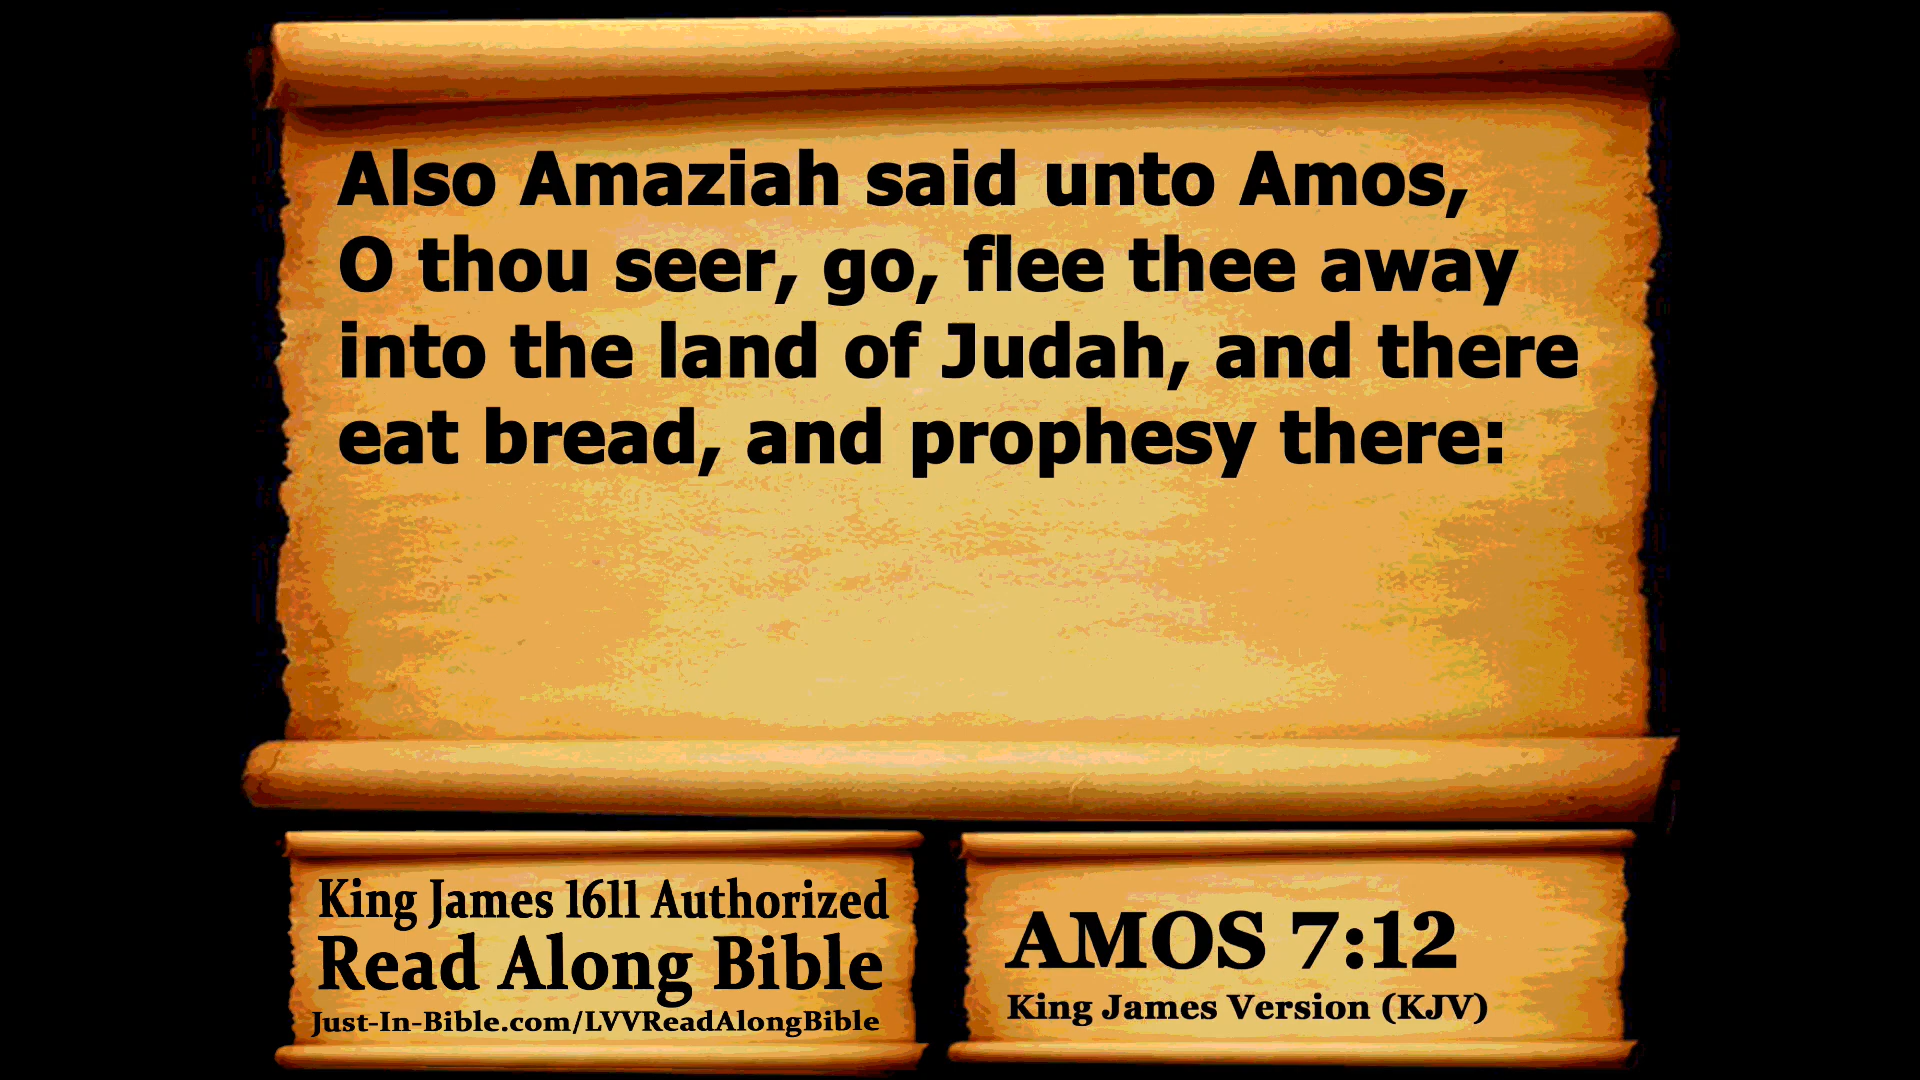 Also Amaziah said unto Amos,
O thou seer, go, flee thee away
into the land of Judah, and there
eat bread, and prophesy there:
King James 1611 Authorized
Read Along Bible
Just-In-Bible.com/LVVReadAlongBible
AMOS 7:12
King James Version (KJV)